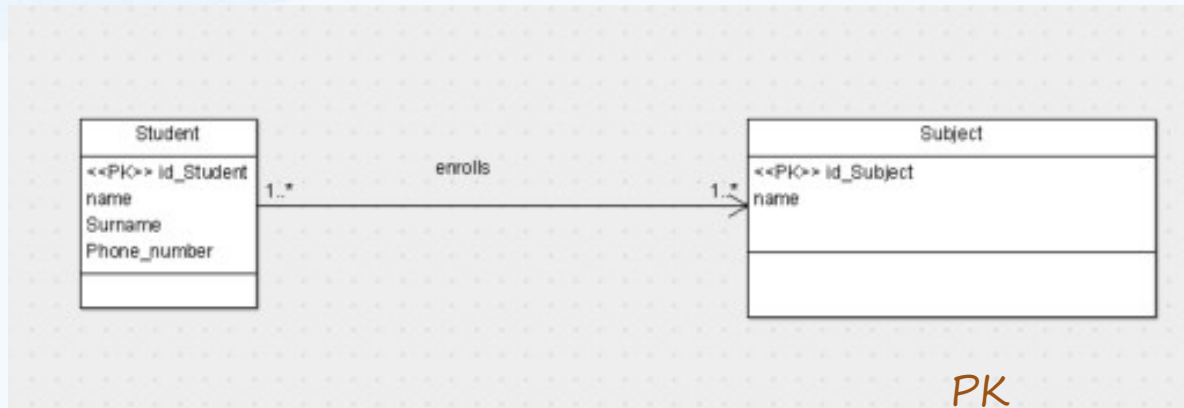 Student
<<PK>> id_Student
name
Surname
Phone_number
1..*
enrolls
1..*
Subject
<<PK>> id_Subject
name
PK